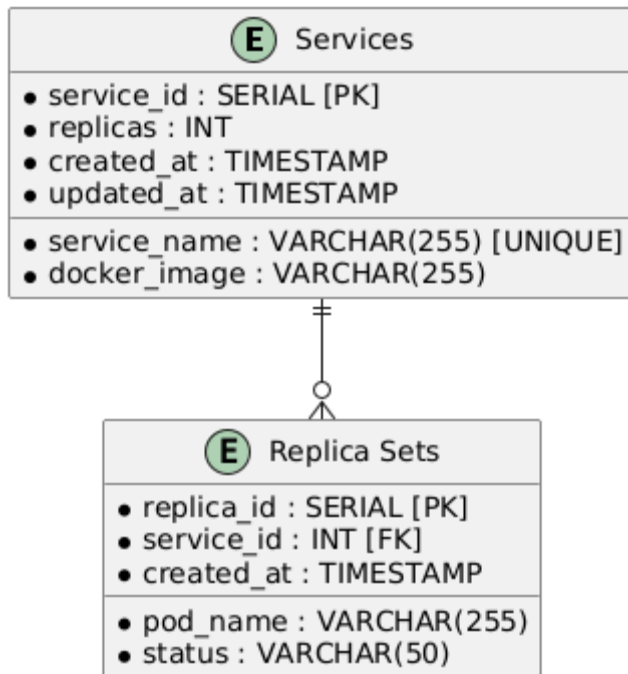 E Services
service_id : SERIAL [PK]
replicas : INT
created_at : TIMESTAMP
updated_at : TIMESTAMP
service_name : VARCHAR(255) [UNIQUE]
docker_image : VARCHAR(255)
E Replica Sets
replica_id : SERIAL [PK]
service_id : INT [FK]
created_at : TIMESTAMP
pod_name : VARCHAR(255)
status : VARCHAR(50)